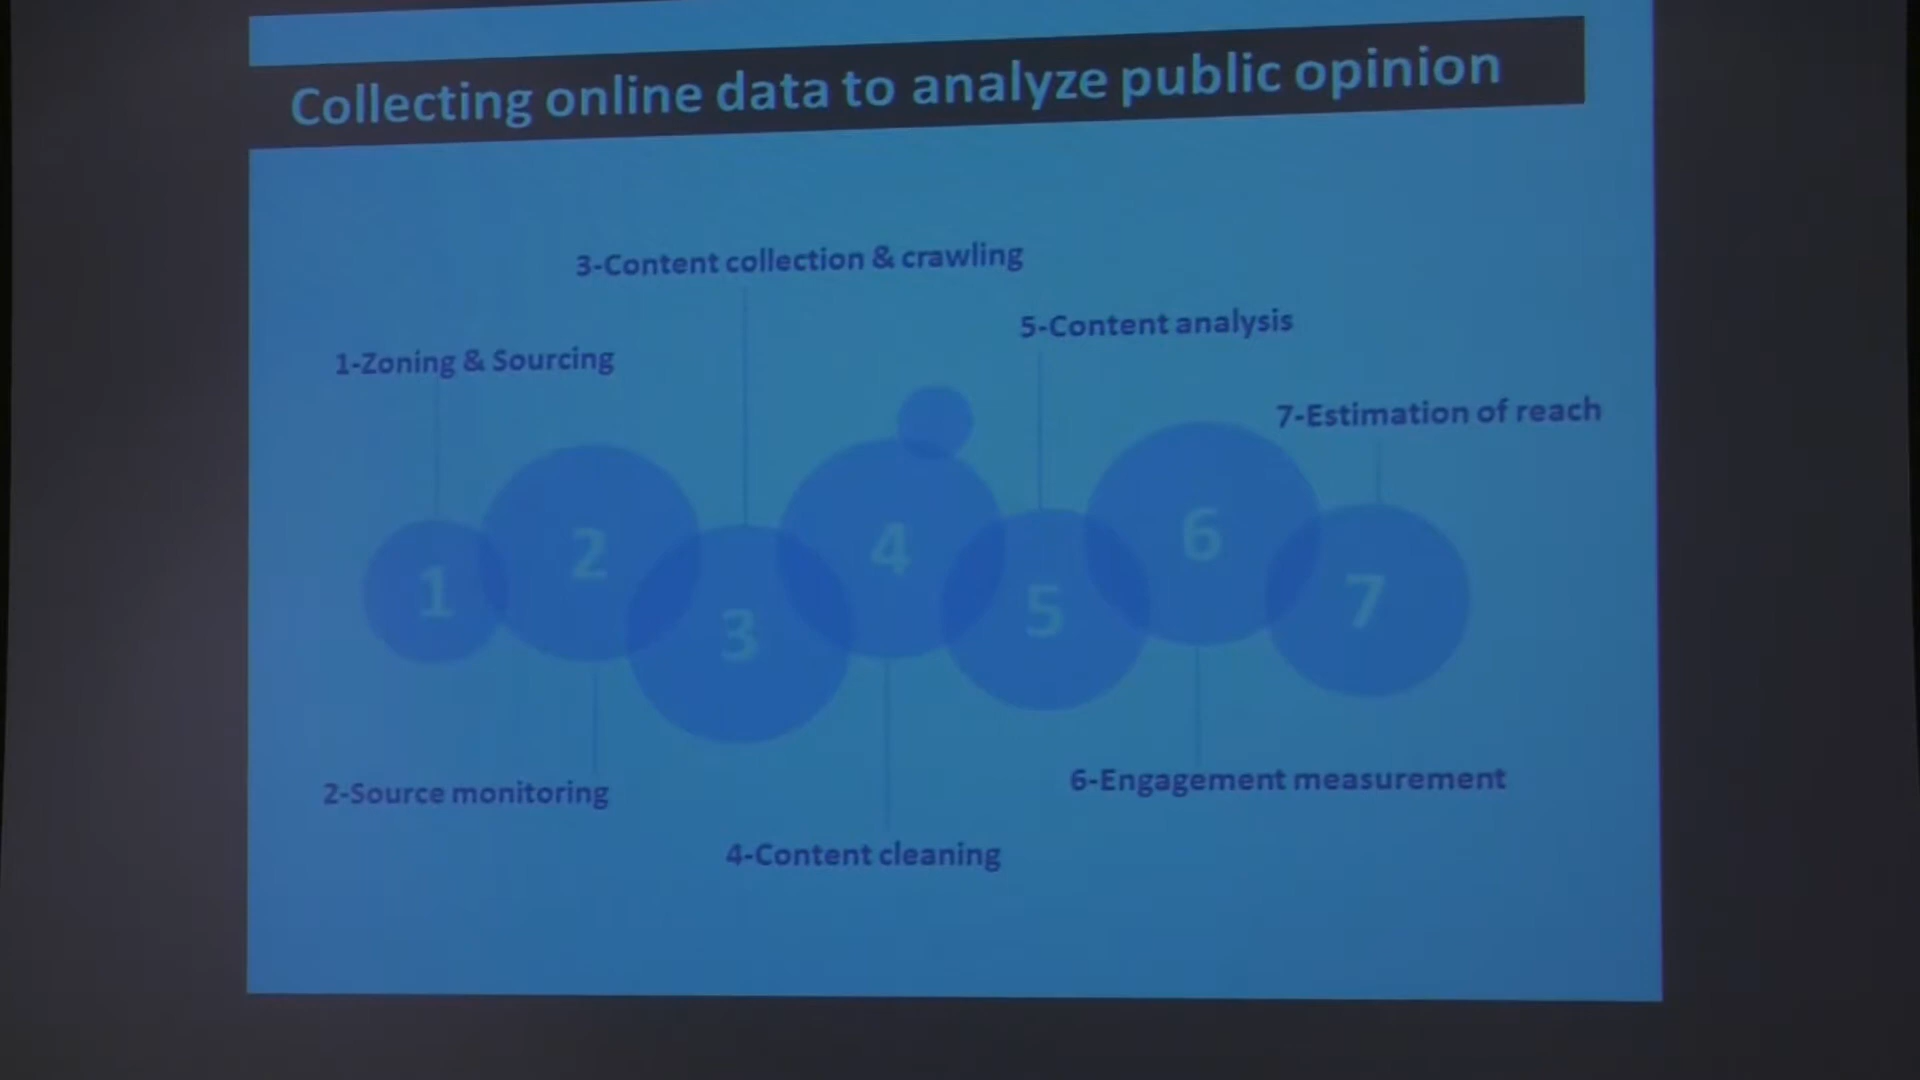 Collecting online data to analyze public opinion
3-Content collection & crawling
5-Content analysis
1-Zoning & Sourcing
7-Estimation of reach
1
2
3
4
5
6
7
2-Source monitoring
6-Engagement measurement
4-Content cleaning